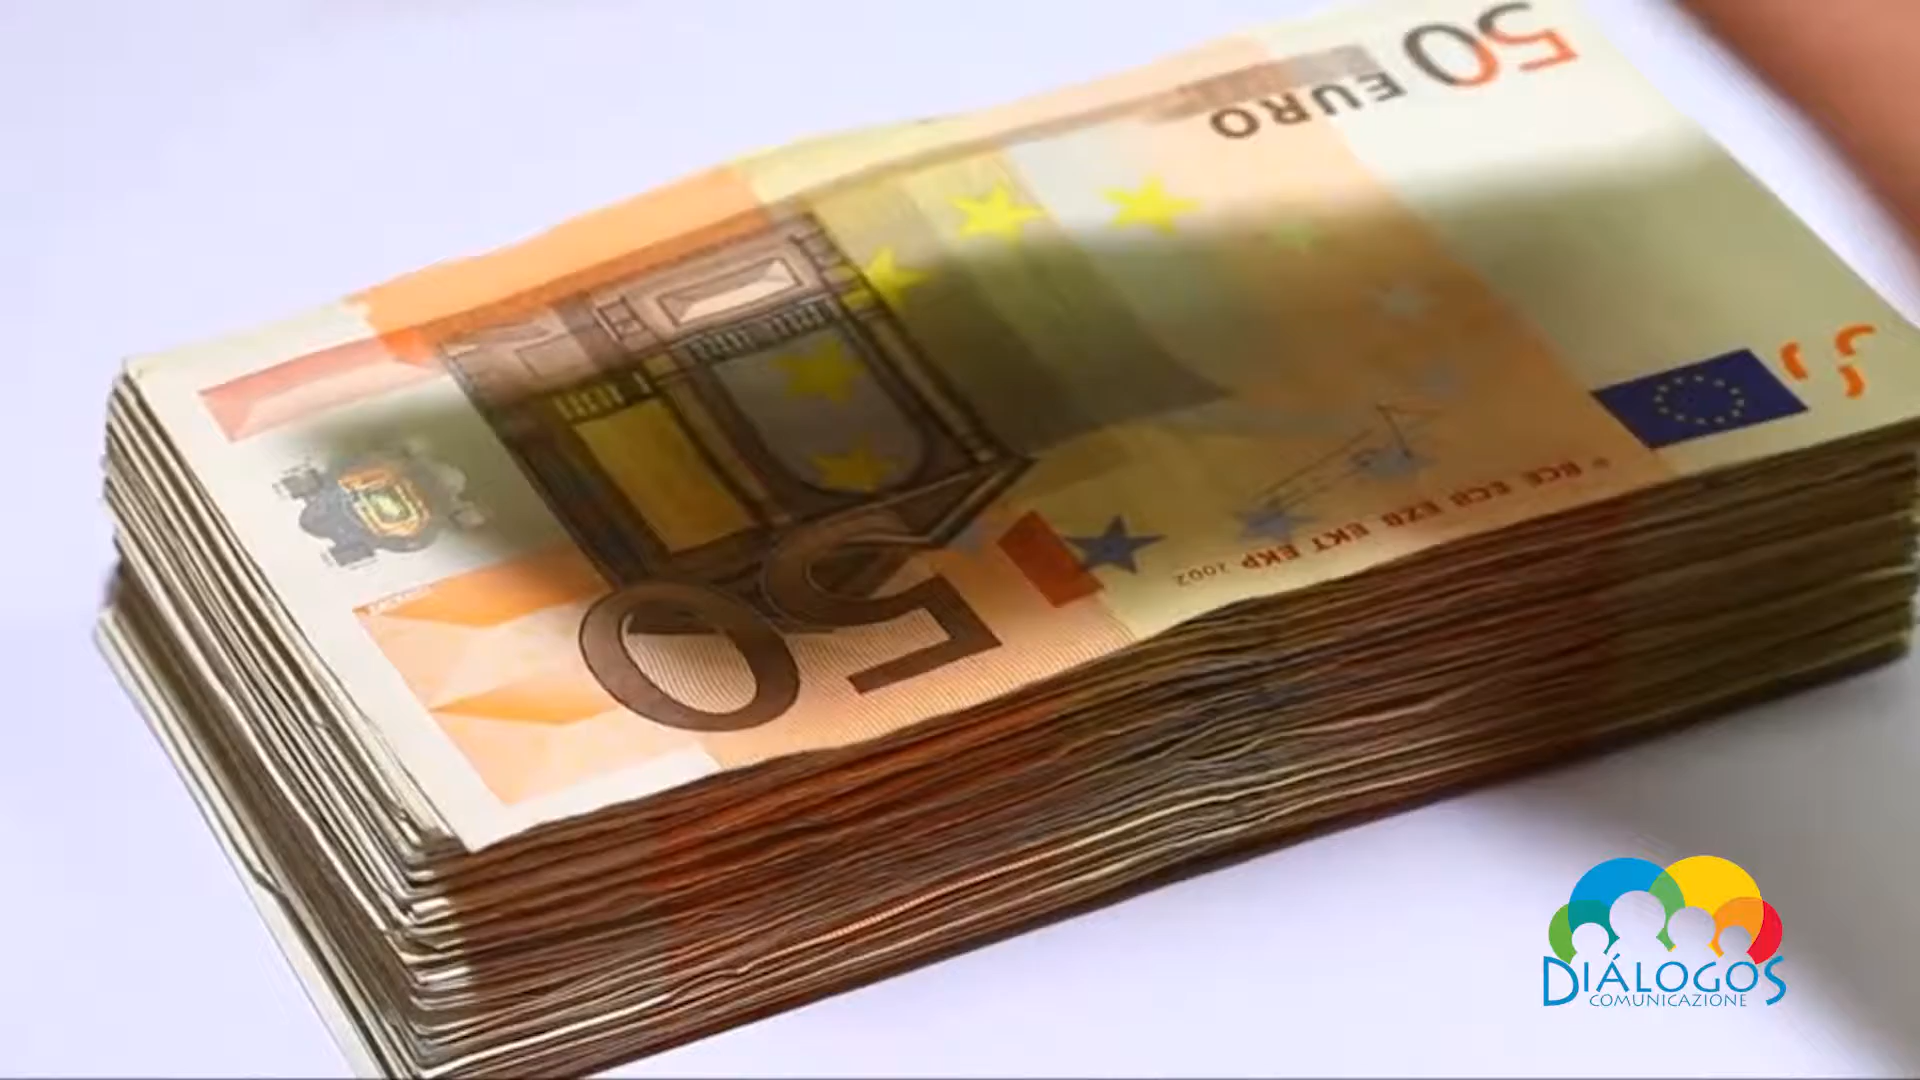 50 EURO
BCE ECB EZB EKT EKP 2002
50
DIÁLOGOS
COMUNICAZIONE